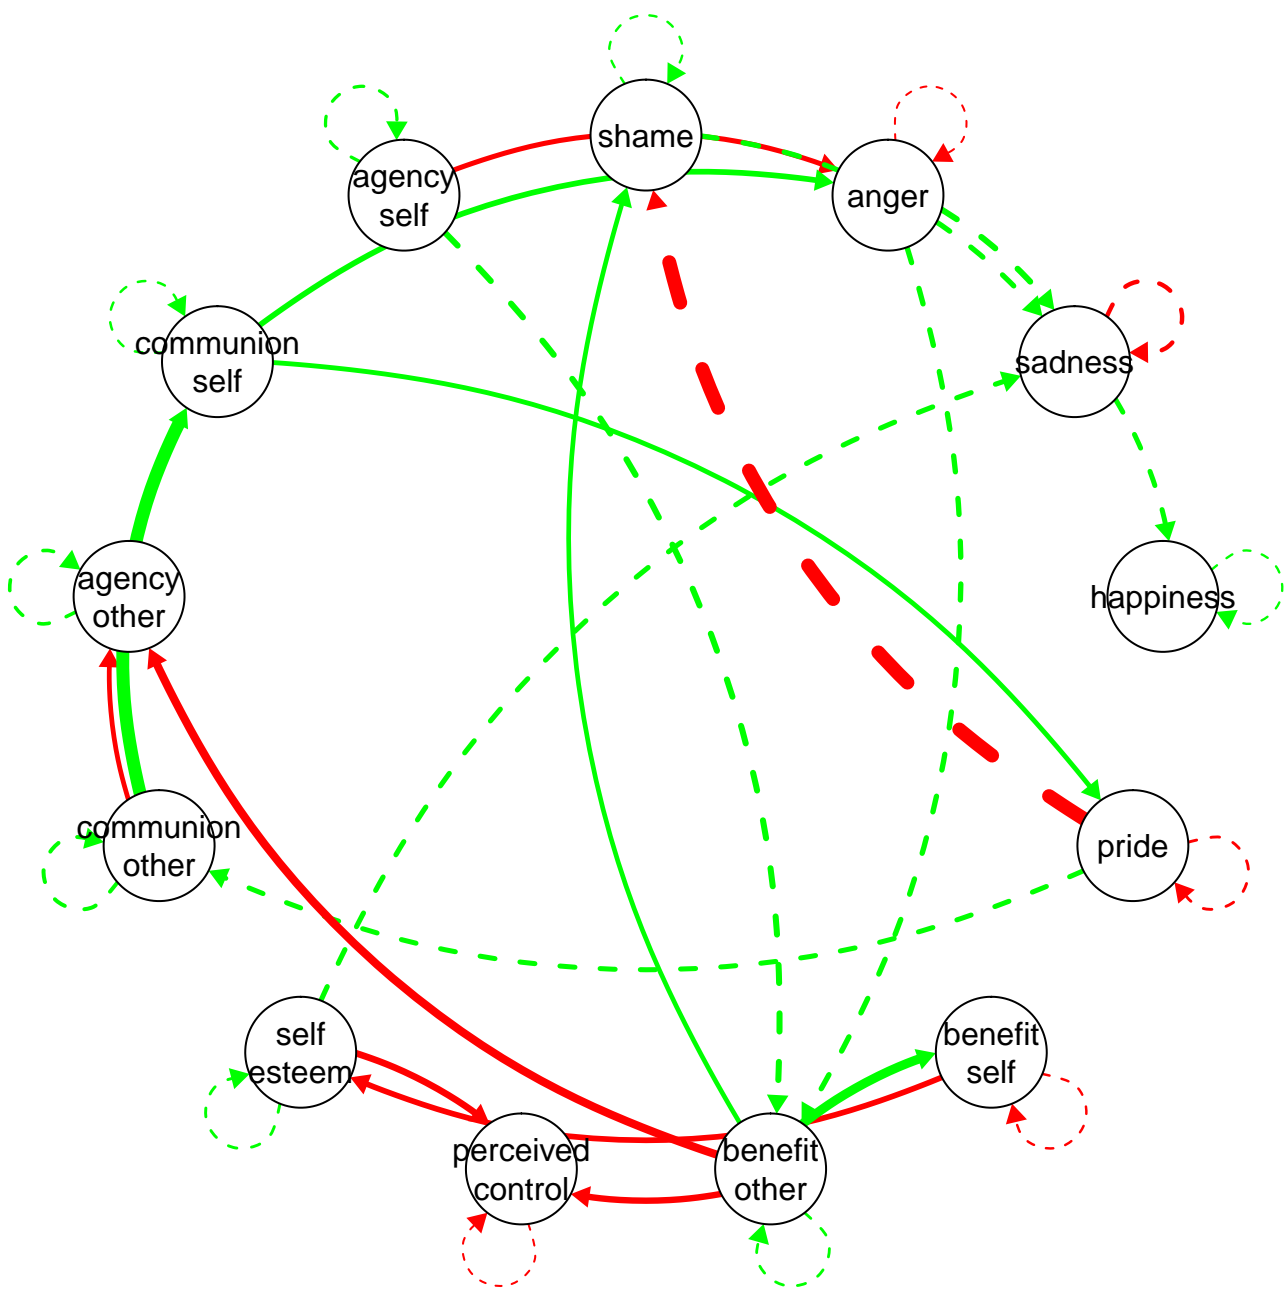 shame
agency
self
anger
communion
self
sadness
agency
other
happiness
communion
other
pride
self
esteem
benefit
self
perceived
control
benefit
other